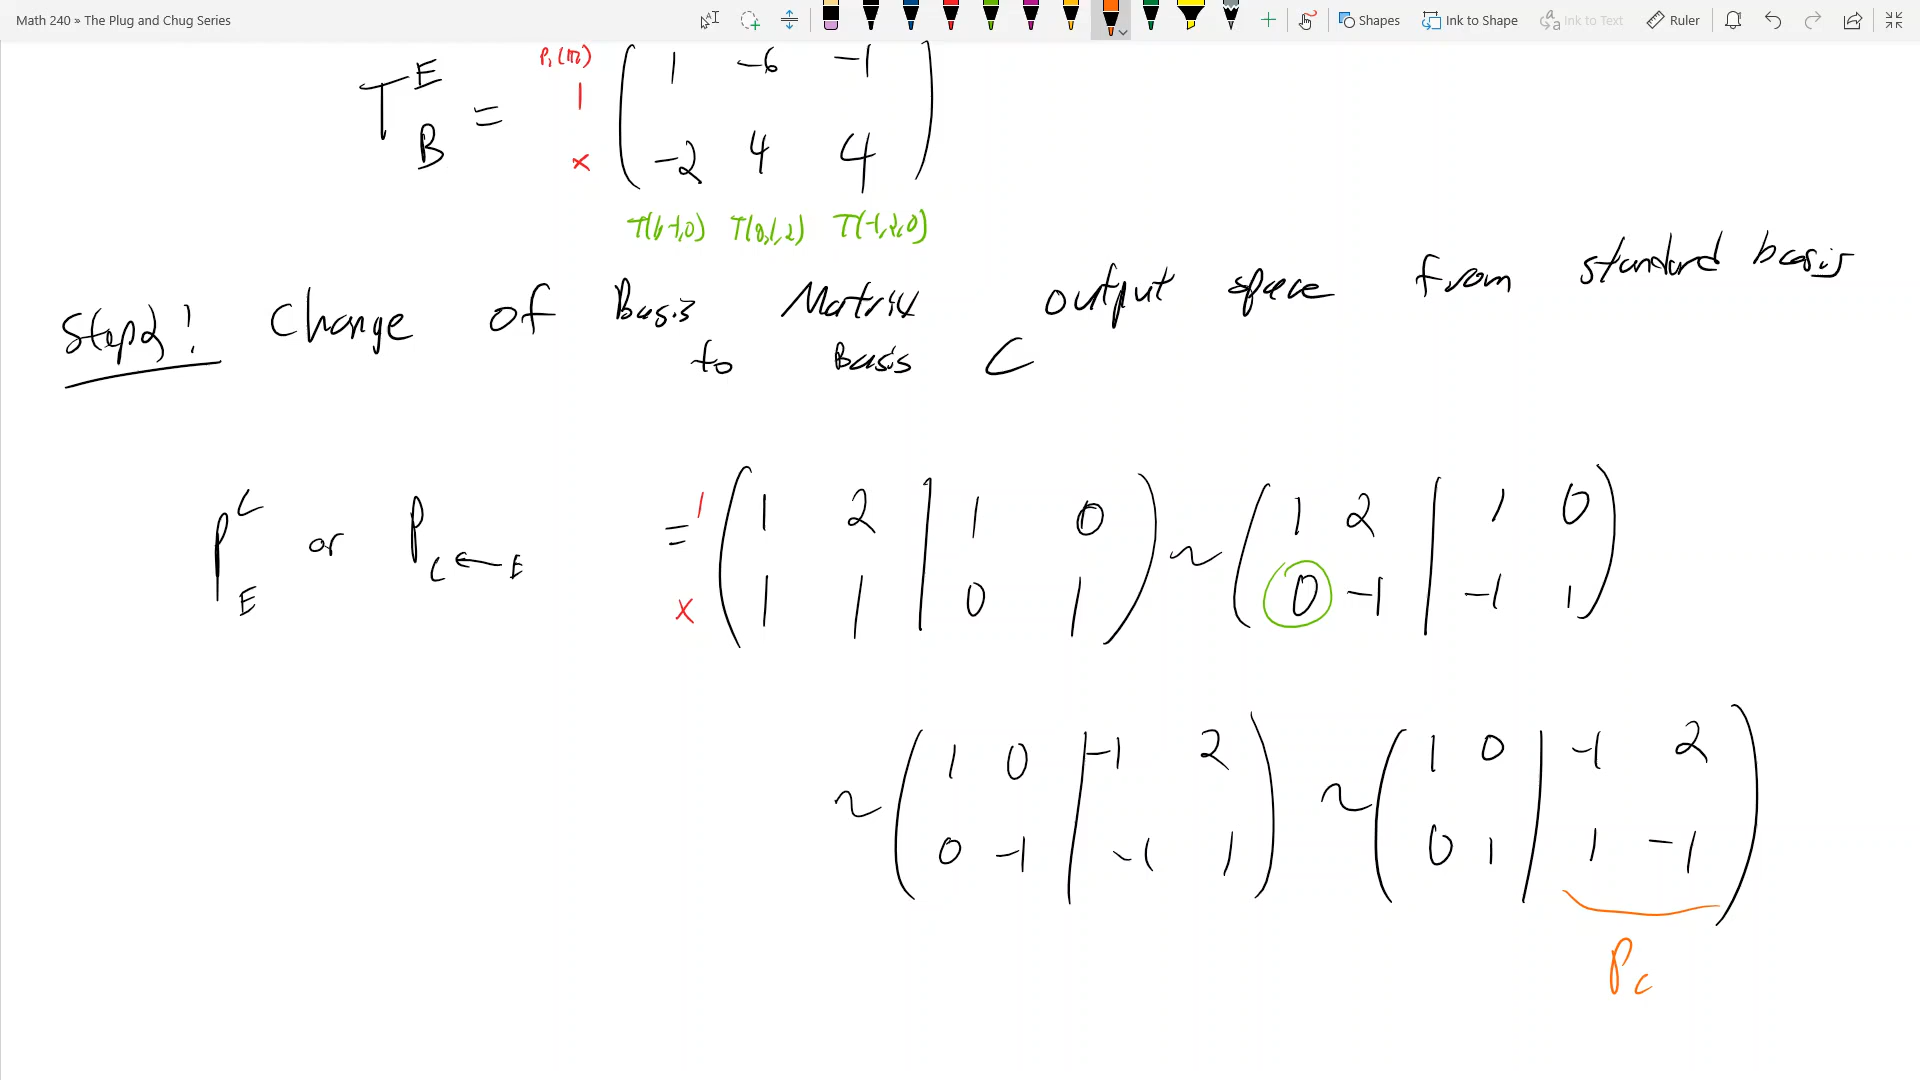 Math 240 » The Plug and Chug Series
Shapes Ink to Shape Ink to Text Ruler
T^E_B = P₁(ℝ) 1 x ( 1 -6 -1
-2 4 4 )
T(1,-1,0) T(0,1,2) T(-1,2,0)
Step 2! Change of Basis Matrix output space from standard basis
to Basis C
P^C_E or P_{C←E} = 1 x ( 1 2 | 1 0
1 1 | 0 1 ) ~ ( 1 2 | 1 0
0 -1 | -1 1 )
~ ( 1 0 | -1 2
0 -1 | -1 1 ) ~ ( 1 0 | -1 2
0 1 | 1 -1 )
P_C